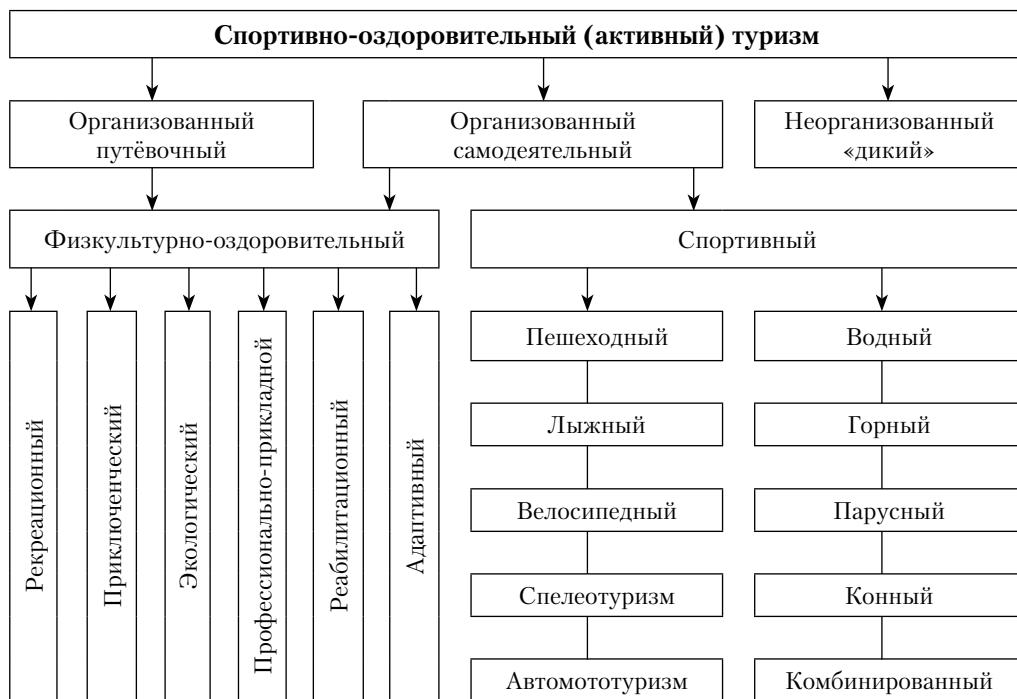 Спортивно-оздоровительный (активный) туризм
Организованный
путёвочный
Организованный
самодеятельный
Неорганизованный
«дикий»
Физкультурно-оздоровительный
Спортивный
Рекреационный
Приключенческий
Экологический
Профессионально-прикладной
Реабилитационный
Адаптивный
Пешеходный
Лыжный
Велосипедный
Спелеотуризм
Автомототуризм
Водный
Горный
Парусный
Конный
Комбинированный